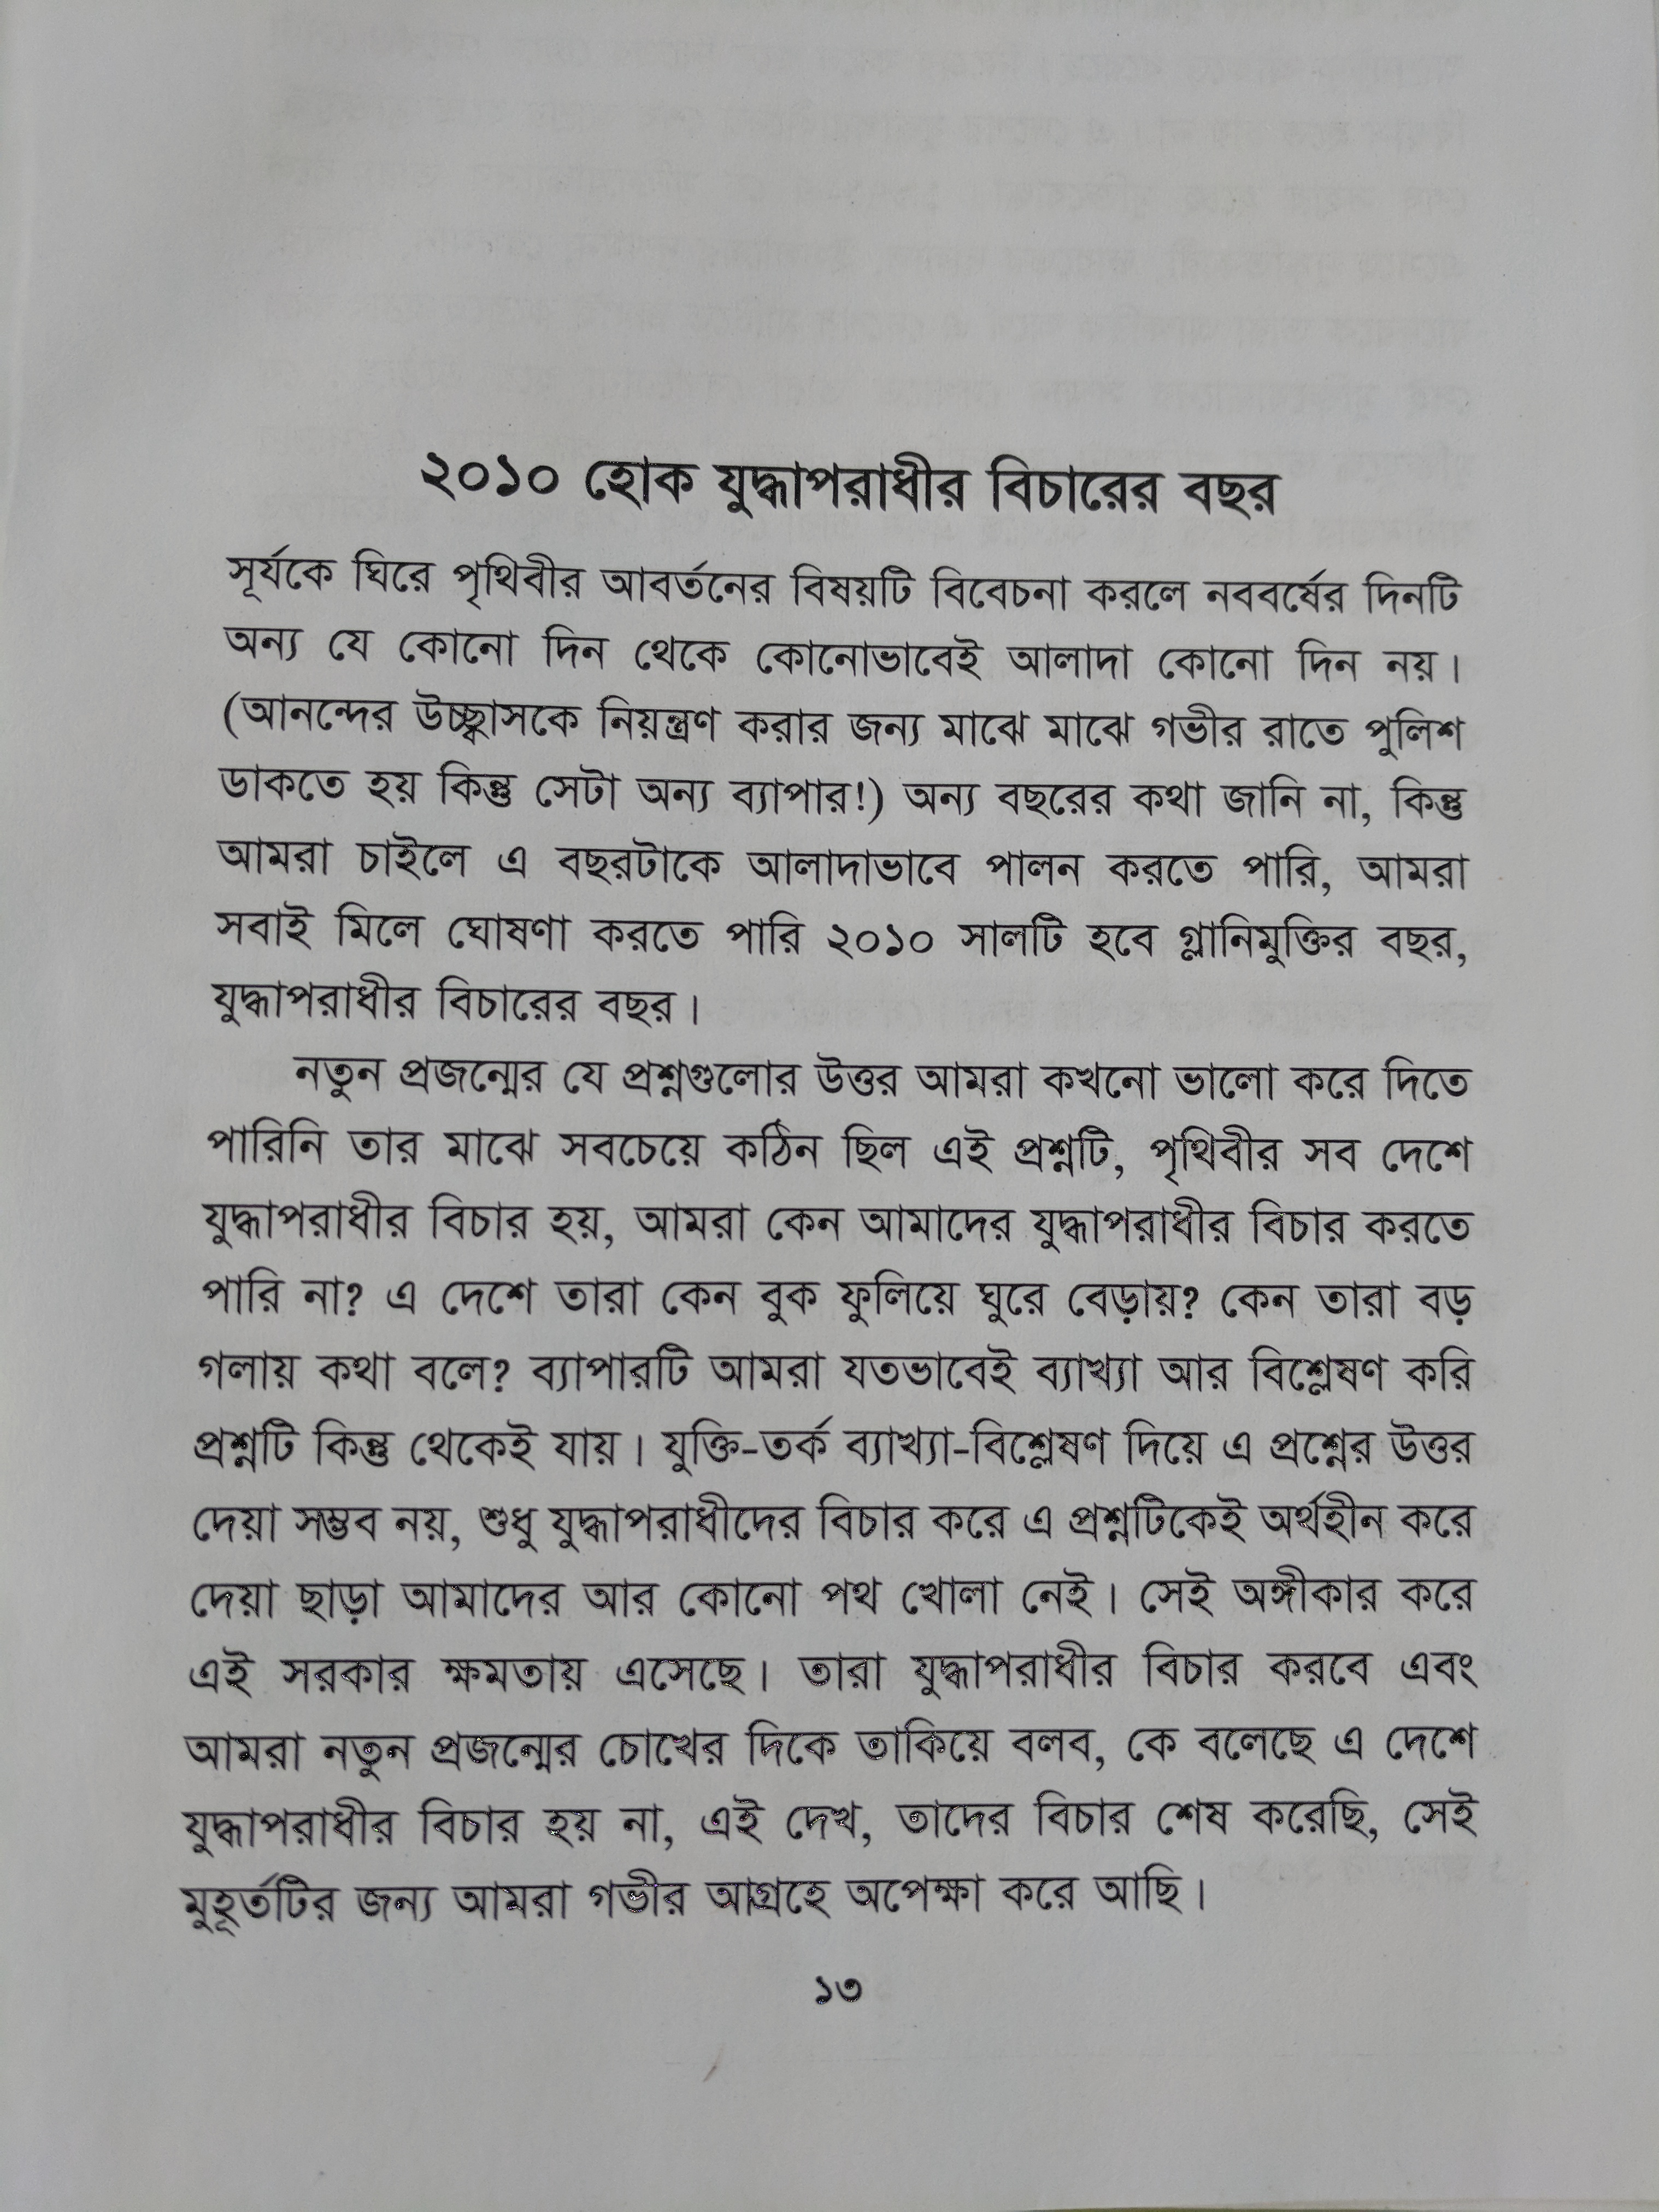 ২০১০ হোক যুদ্ধাপরাধীর বিচারের বছর
সূর্যকে ঘিরে পৃথিবীর আবর্তনের বিষয়টি বিবেচনা করলে নববর্ষের দিনটি
অন্য যে কোনো দিন থেকে কোনোভাবেই আলাদা কোনো দিন নয়।
(আনন্দের উচ্ছ্বাসকে নিয়ন্ত্রণ করার জন্য মাঝে মাঝে গভীর রাতে পুলিশ
ডাকতে হয় কিন্তু সেটা অন্য ব্যাপার!) অন্য বছরের কথা জানি না, কিন্তু
আমরা চাইলে এ বছরটাকে আলাদাভাবে পালন করতে পারি, আমরা
সবাই মিলে ঘোষণা করতে পারি ২০১০ সালটি হবে গ্লানিমুক্তির বছর,
যুদ্ধাপরাধীর বিচারের বছর।
নতুন প্রজন্মের যে প্রশ্নগুলোর উত্তর আমরা কখনো ভালো করে দিতে
পারিনি তার মাঝে সবচেয়ে কঠিন ছিল এই প্রশ্নটি, পৃথিবীর সব দেশে
যুদ্ধাপরাধীর বিচার হয়, আমরা কেন আমাদের যুদ্ধাপরাধীর বিচার করতে
পারি না? এ দেশে তারা কেন বুক ফুলিয়ে ঘুরে বেড়ায়? কেন তারা বড়
গলায় কথা বলে? ব্যাপারটি আমরা যতভাবেই ব্যাখ্যা আর বিশ্লেষণ করি
প্রশ্নটি কিন্তু থেকেই যায়। যুক্তি-তর্ক ব্যাখ্যা-বিশ্লেষণ দিয়ে এ প্রশ্নের উত্তর
দেয়া সম্ভব নয়, শুধু যুদ্ধাপরাধীদের বিচার করে এ প্রশ্নটিকেই অর্থহীন করে
দেয়া ছাড়া আমাদের আর কোনো পথ খোলা নেই। সেই অঙ্গীকার করে
এই সরকার ক্ষমতায় এসেছে। তারা যুদ্ধাপরাধীর বিচার করবে এবং
আমরা নতুন প্রজন্মের চোখের দিকে তাকিয়ে বলব, কে বলেছে এ দেশে
যুদ্ধাপরাধীর বিচার হয় না, এই দেখ, তাদের বিচার শেষ করেছি, সেই
মুহূর্তটির জন্য আমরা গভীর আগ্রহে অপেক্ষা করে আছি।
১৩